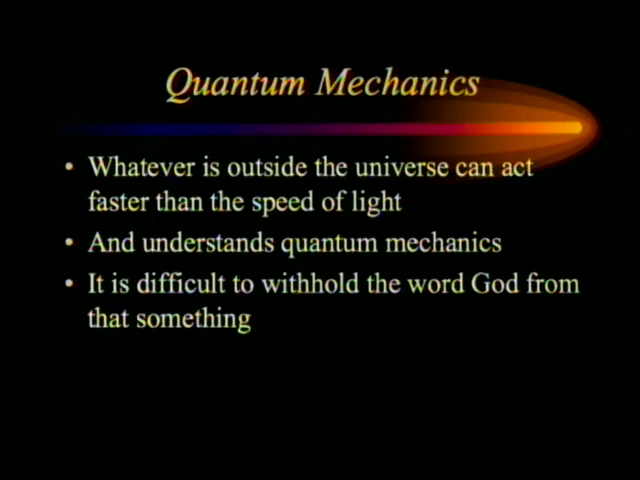 Quantum Mechanics
• Whatever is outside the universe can act
faster than the speed of light
• And understands quantum mechanics
• It is difficult to withhold the word God from
that something